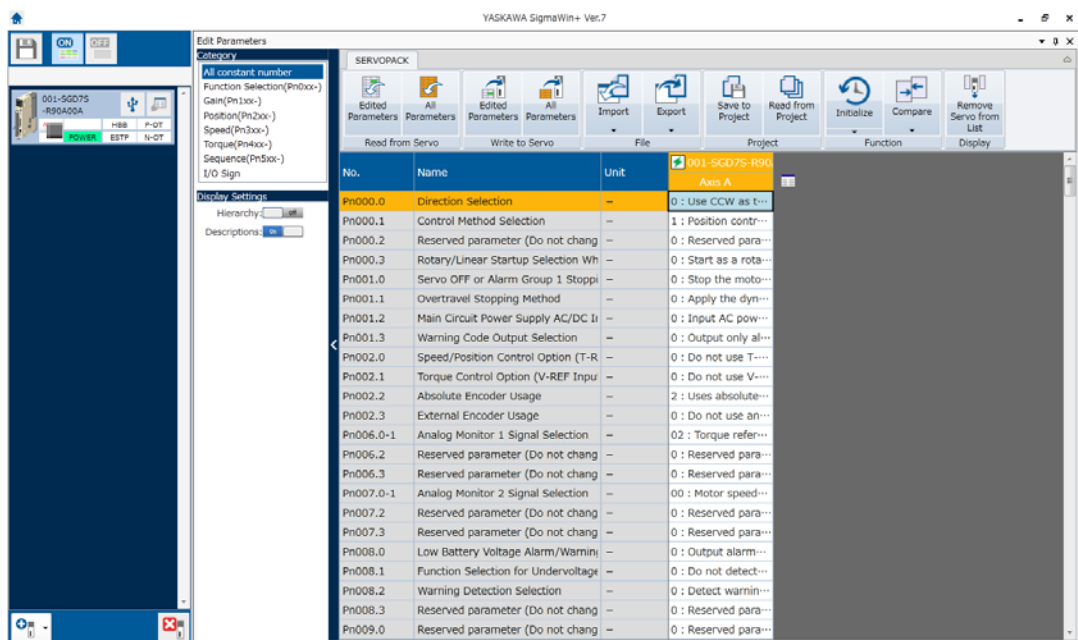 YASKAWA SigmaWin+ Ver.7
ON
OFF
001-SGD7S
-R90A00A
HBB P-OT
POWER ESTP N-OT
Edit Parameters
Category
All constant number
Function Selection(Pn0xx-)
Gain(Pn1xx-)
Position(Pn2xx-)
Speed(Pn3xx-)
Torque(Pn4xx-)
Sequence(Pn5xx-)
I/O Sign
Display Settings
Hierarchy: Off
Descriptions: On
SERVOPACK
Edited Parameters
All Parameters
Read from Servo
Edited Parameters
All Parameters
Write to Servo
Import
Export
File
Save to Project
Read from Project
Project
Initialize
Compare
Function
Remove Servo from List
Display
No. Name Unit 001-SGD7S-R90
Axis A
Pn000.0 Direction Selection – 0 : Use CCW as t···
Pn000.1 Control Method Selection – 1 : Position contr···
Pn000.2 Reserved parameter (Do not chang – 0 : Reserved para···
Pn000.3 Rotary/Linear Startup Selection Wh – 0 : Start as a rota···
Pn001.0 Servo OFF or Alarm Group 1 Stoppi – 0 : Stop the moto···
Pn001.1 Overtravel Stopping Method – 0 : Apply the dyn···
Pn001.2 Main Circuit Power Supply AC/DC I – 0 : Input AC pow···
Pn001.3 Warning Code Output Selection – 0 : Output only al···
Pn002.0 Speed/Position Control Option (T-R – 0 : Do not use T-···
Pn002.1 Torque Control Option (V-REF Inpu – 0 : Do not use V-···
Pn002.2 Absolute Encoder Usage – 2 : Uses absolute···
Pn002.3 External Encoder Usage – 0 : Do not use an···
Pn006.0-1 Analog Monitor 1 Signal Selection – 02 : Torque refer···
Pn006.2 Reserved parameter (Do not chang – 0 : Reserved para···
Pn006.3 Reserved parameter (Do not chang – 0 : Reserved para···
Pn007.0-1 Analog Monitor 2 Signal Selection – 00 : Motor speed···
Pn007.2 Reserved parameter (Do not chang – 0 : Reserved para···
Pn007.3 Reserved parameter (Do not chang – 0 : Reserved para···
Pn008.0 Low Battery Voltage Alarm/Warnin – 0 : Output alarm···
Pn008.1 Function Selection for Undervoltage – 0 : Do not detect···
Pn008.2 Warning Detection Selection – 0 : Detect warnin···
Pn008.3 Reserved parameter (Do not chang – 0 : Reserved para···
Pn009.0 Reserved parameter (Do not chang – 0 : Reserved para···